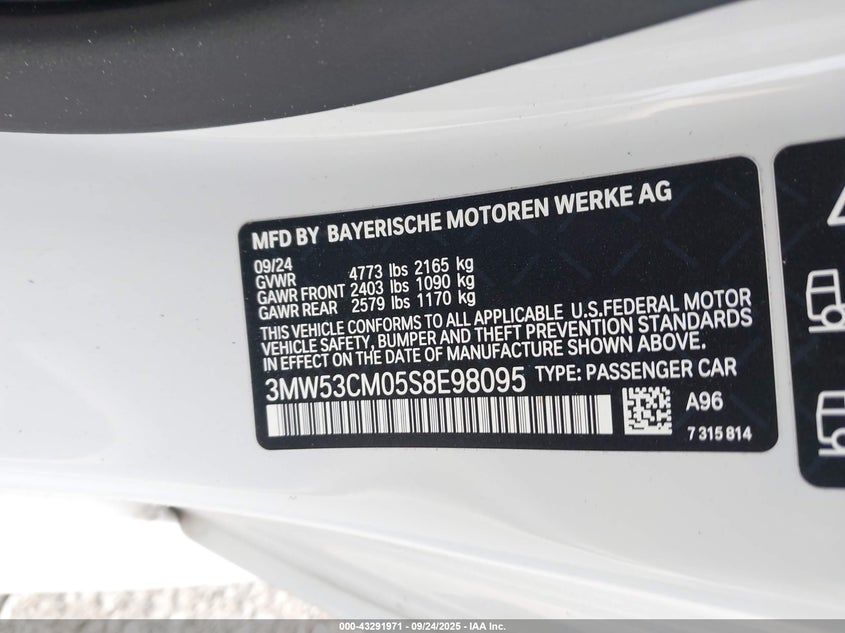 MFD BY BAYERISCHE MOTOREN WERKE AG
09/24
GVWR 4773 lbs 2165 kg
GAWR FRONT 2403 lbs 1090 kg
GAWR REAR 2579 lbs 1170 kg
THIS VEHICLE CONFORMS TO ALL APPLICABLE U.S.FEDERAL MOTOR
VEHICLE SAFETY, BUMPER AND THEFT PREVENTION STANDARDS
IN EFFECT ON THE DATE OF MANUFACTURE SHOWN ABOVE.
3MW53CM05S8E98095 TYPE: PASSENGER CAR
A96
7 315 814
000-43291971 - 09/24/2025 - IAA Inc.